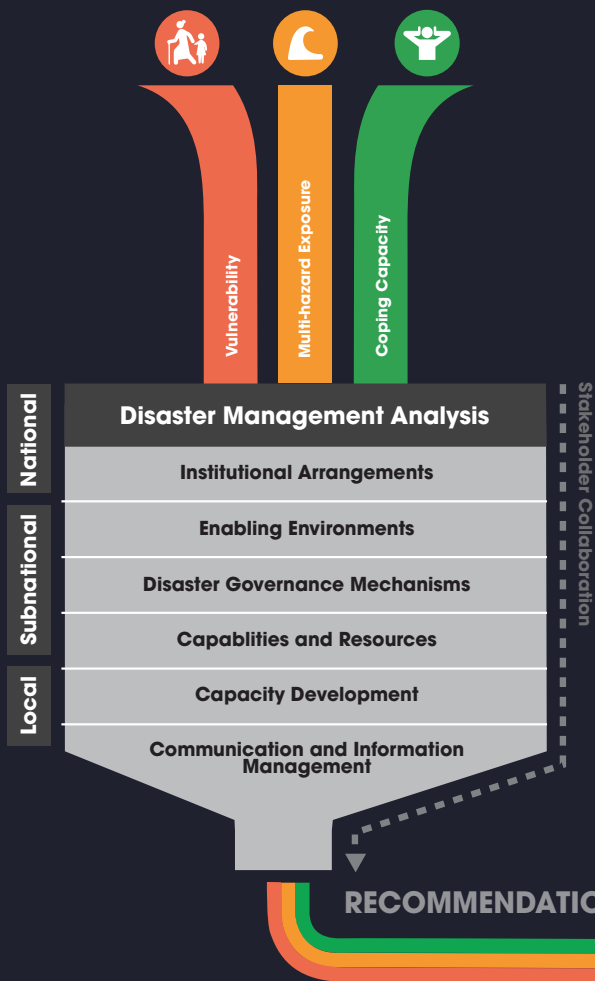 Vulnerability
Multi-hazard Exposure
Coping Capacity
National
Subnational
Local
Disaster Management Analysis
Institutional Arrangements
Enabling Environments
Disaster Governance Mechanisms
Capablities and Resources
Capacity Development
Communication and Information
Management
Stakeholder Collaboration
RECOMMENDATIO